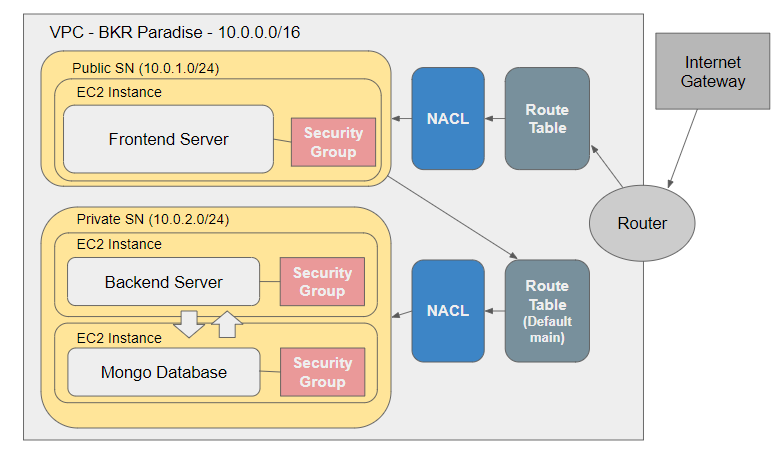 VPC - BKR Paradise - 10.0.0.0/16
Public SN (10.0.1.0/24)
EC2 Instance
Frontend Server
Security
Group
NACL
Route
Table
Internet
Gateway
Router
Private SN (10.0.2.0/24)
EC2 Instance
Backend Server
Security
Group
NACL
Route
Table
(Default
main)
EC2 Instance
Mongo Database
Security
Group